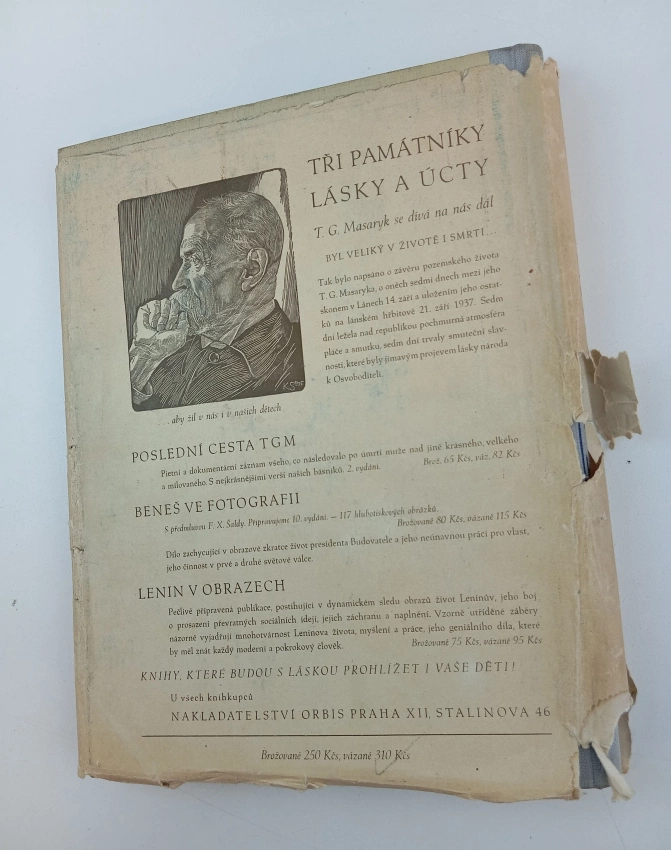 TŘI PAMÁTNÍKY
LÁSKY A ÚCTY
T. G. Masaryk se dívá na nás dál
BYL VELIKÝ V ŽIVOTĚ I SMRTI...
Tak bylo napsáno o závěru pozemského života
T. G. Masaryka, o oněch sedmi dnech mezi jeho
skonem v Lánech 14. září a uložením jeho ostat-
ků na lánském hřbitově 21. září 1937. Sedm
dní ležela nad republikou pochmurná atmosféra
pláče a smutku, sedm dní trvaly smuteční slav-
nosti, které byly jímavým projevem lásky národa
k Osvoboditeli.
...aby žil v nás i v našich dětech
POSLEDNÍ CESTA TGM
Pietní a dokumentární záznam všeho, co následovalo po úmrtí muže nad jiné krásného, velkého
a milovaného. S nejkrásnějšími verši našich básníků. 2. vydání. Brož. 65 Kčs, váz. 82 Kčs
BENEŠ VE FOTOGRAFII
S předmluvou F. X. Šaldy. Připravujeme 10. vydání. — 117 hlubotiskových obrázků.
Brožované 80 Kčs, vázané 115 Kčs
Dílo zachycující v obrazové zkratce život presidenta Budovatele a jeho neúnavnou práci pro vlast,
jeho činnost v prvé a druhé světové válce.
LENIN V OBRAZECH
Pečlivě připravená publikace, postihující v dynamickém sledu obrazů život Leninův, jeho boj
o prosazení převratných sociálních idejí, jejich záchranu a naplnění. Vzorně utříděné záběry
názorně vyjadřují mnohotvárnost Leninova života, myšlení a práce, jeho geniálního díla, které
by měl znát každý moderní a pokrokový člověk. Brožované 75 Kčs, vázané 95 Kčs
KNIHY, KTERÉ BUDOU S LÁSKOU PROHLÍŽET I VAŠE DĚTI!
U všech knihkupců
NAKLADATELSTVÍ ORBIS PRAHA XII, STALINOVA 46
Brožované 250 Kčs, vázané 310 Kčs